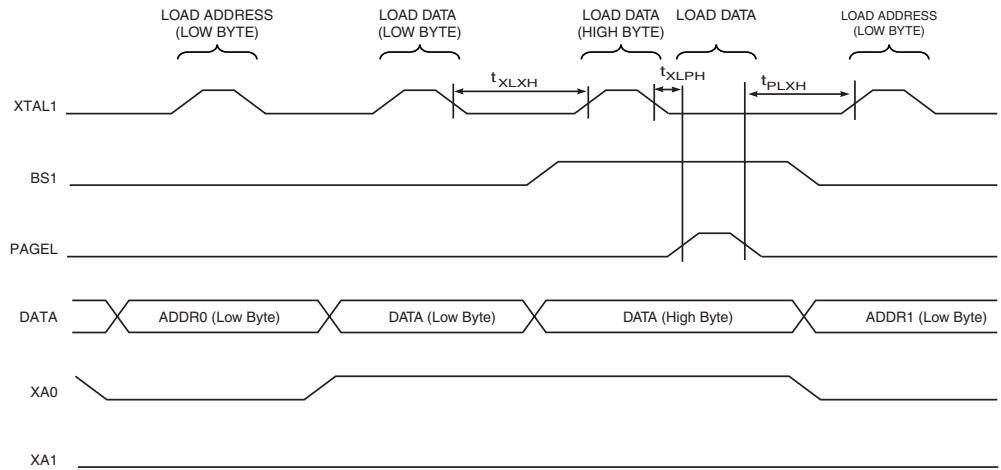 LOAD ADDRESS
(LOW BYTE)
LOAD DATA
(LOW BYTE)
LOAD DATA
(HIGH BYTE)
LOAD DATA
LOAD ADDRESS
(LOW BYTE)
tXLXH
tXLPH
tPLXH
XTAL1
BS1
PAGEL
DATA
ADDR0 (Low Byte)
DATA (Low Byte)
DATA (High Byte)
ADDR1 (Low Byte)
XA0
XA1